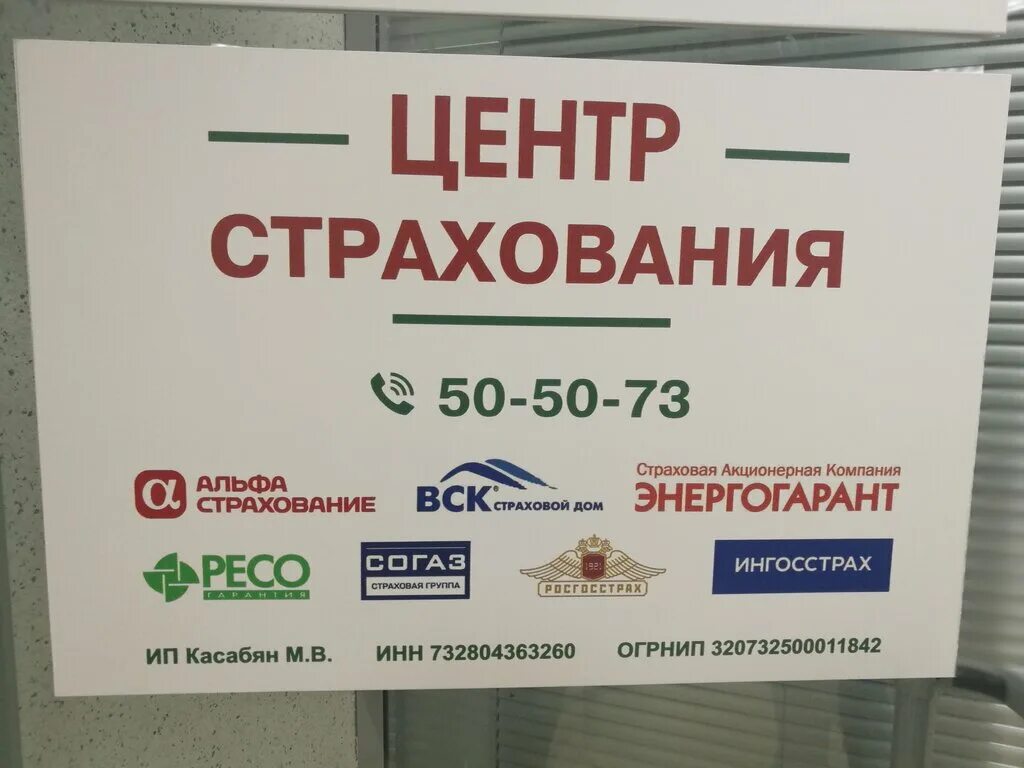 ЦЕНТР
СТРАХОВАНИЯ
50-50-73
α АЛЬФА
СТРАХОВАНИЕ
ВСК® СТРАХОВОЙ ДОМ
Страховая Акционерная Компания
ЭНЕРГОГАРАНТ
РЕСО
ГАРАНТИЯ
СОГАЗ
СТРАХОВАЯ ГРУППА
1921
РОСГОССТРАХ
ИНГОССТРАХ
ИП Касабян М.В. ИНН 732804363260 ОГРНИП 320732500011842